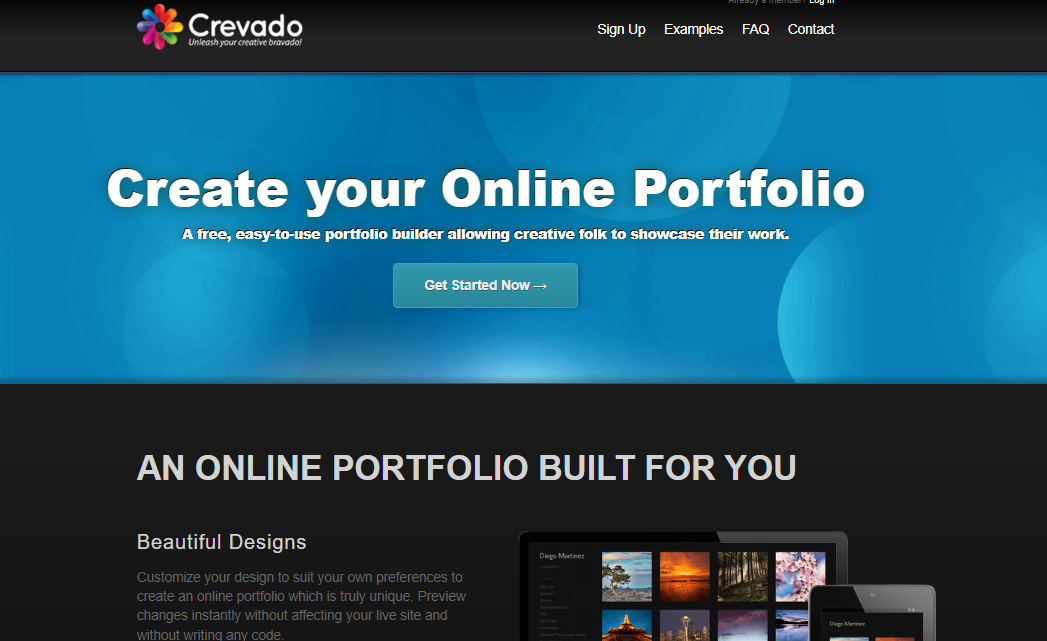 Already a member? Log in
Crevado
Unleash your creative bravado!
Sign Up Examples FAQ Contact
Create your Online Portfolio
A free, easy-to-use portfolio builder allowing creative folk to showcase their work.
Get Started Now →
AN ONLINE PORTFOLIO BUILT FOR YOU
Beautiful Designs
Customize your design to suit your own preferences to
create an online portfolio which is truly unique. Preview
changes instantly without affecting your live site and
without writing any code.
Diego Martinez
Diego Martinez